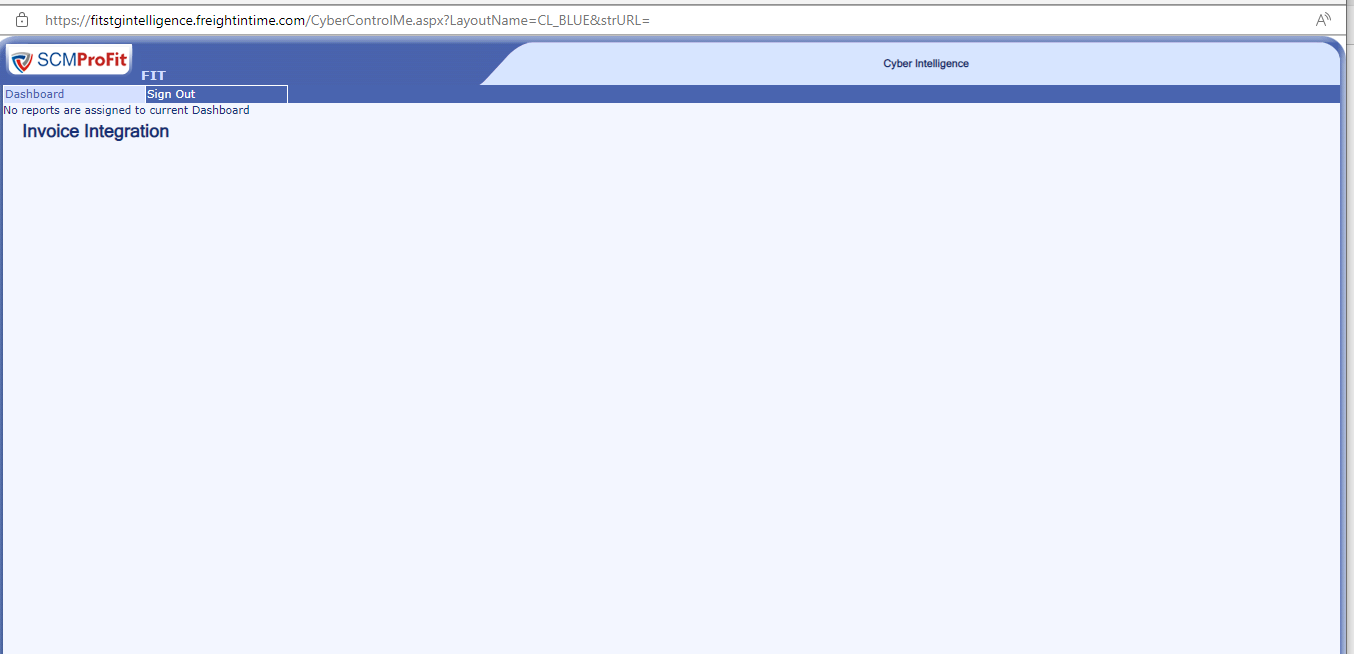 https://fitstgintelligence.freightintime.com/CyberControlMe.aspx?LayoutName=CL_BLUE&strURL=
SCMProFit
FIT
Cyber Intelligence
Dashboard Sign Out
No reports are assigned to current Dashboard
Invoice Integration